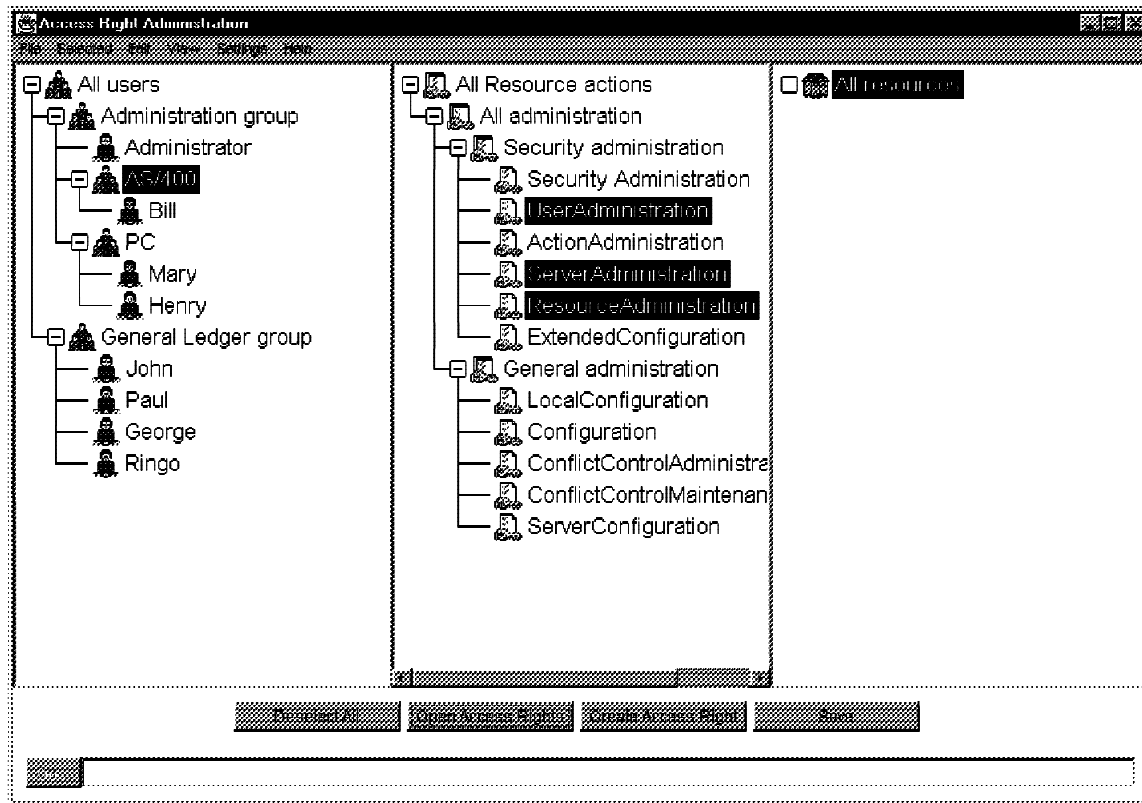 Access Right Administration
File Selected Edit View Settings Help
All users
Administration group
Administrator
AS/400
Bill
PC
Mary
Henry
General Ledger group
John
Paul
George
Ringo
All Resource actions
All administration
Security administration
Security Administration
UserAdministration
ActionAdministration
ServerAdministration
ResourceAdministration
ExtendedConfiguration
General administration
LocalConfiguration
Configuration
ConflictControlAdministra
ConflictControlMaintenan
ServerConfiguration
All resources
Deselect All Open Access Rights Create Access Right Save